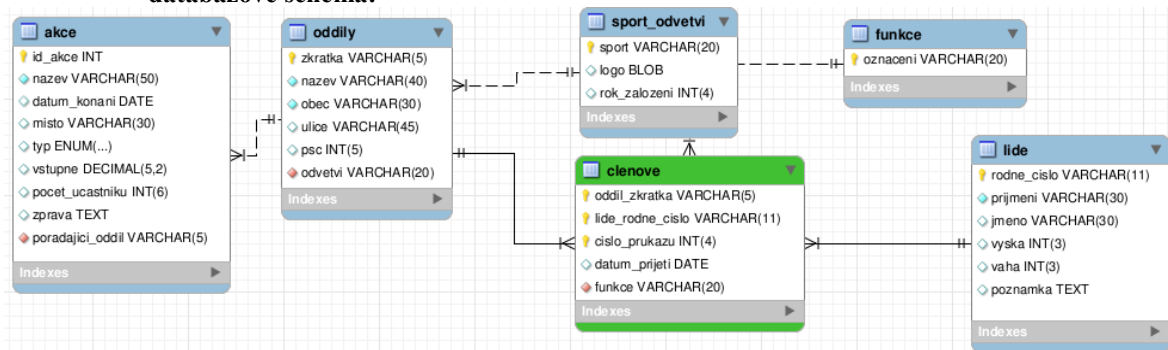 databázové schéma:
akce
id_akce INT
nazev VARCHAR(50)
datum_konani DATE
misto VARCHAR(30)
typ ENUM(...)
vstupne DECIMAL(5,2)
pocet_ucastniku INT(6)
zprava TEXT
poradajici_oddil VARCHAR(5)
Indexes
oddily
zkratka VARCHAR(5)
nazev VARCHAR(40)
obec VARCHAR(30)
ulice VARCHAR(45)
psc INT(5)
odvetvi VARCHAR(20)
Indexes
sport_odvetvi
sport VARCHAR(20)
logo BLOB
rok_zalozeni INT(4)
Indexes
funkce
oznaceni VARCHAR(20)
Indexes
clenove
oddil_zkratka VARCHAR(5)
lide_rodne_cislo VARCHAR(11)
cislo_prukazu INT(4)
datum_prijeti DATE
funkce VARCHAR(20)
Indexes
lide
rodne_cislo VARCHAR(11)
prijmeni VARCHAR(30)
jmeno VARCHAR(30)
vyska INT(3)
vaha INT(3)
poznamka TEXT
Indexes